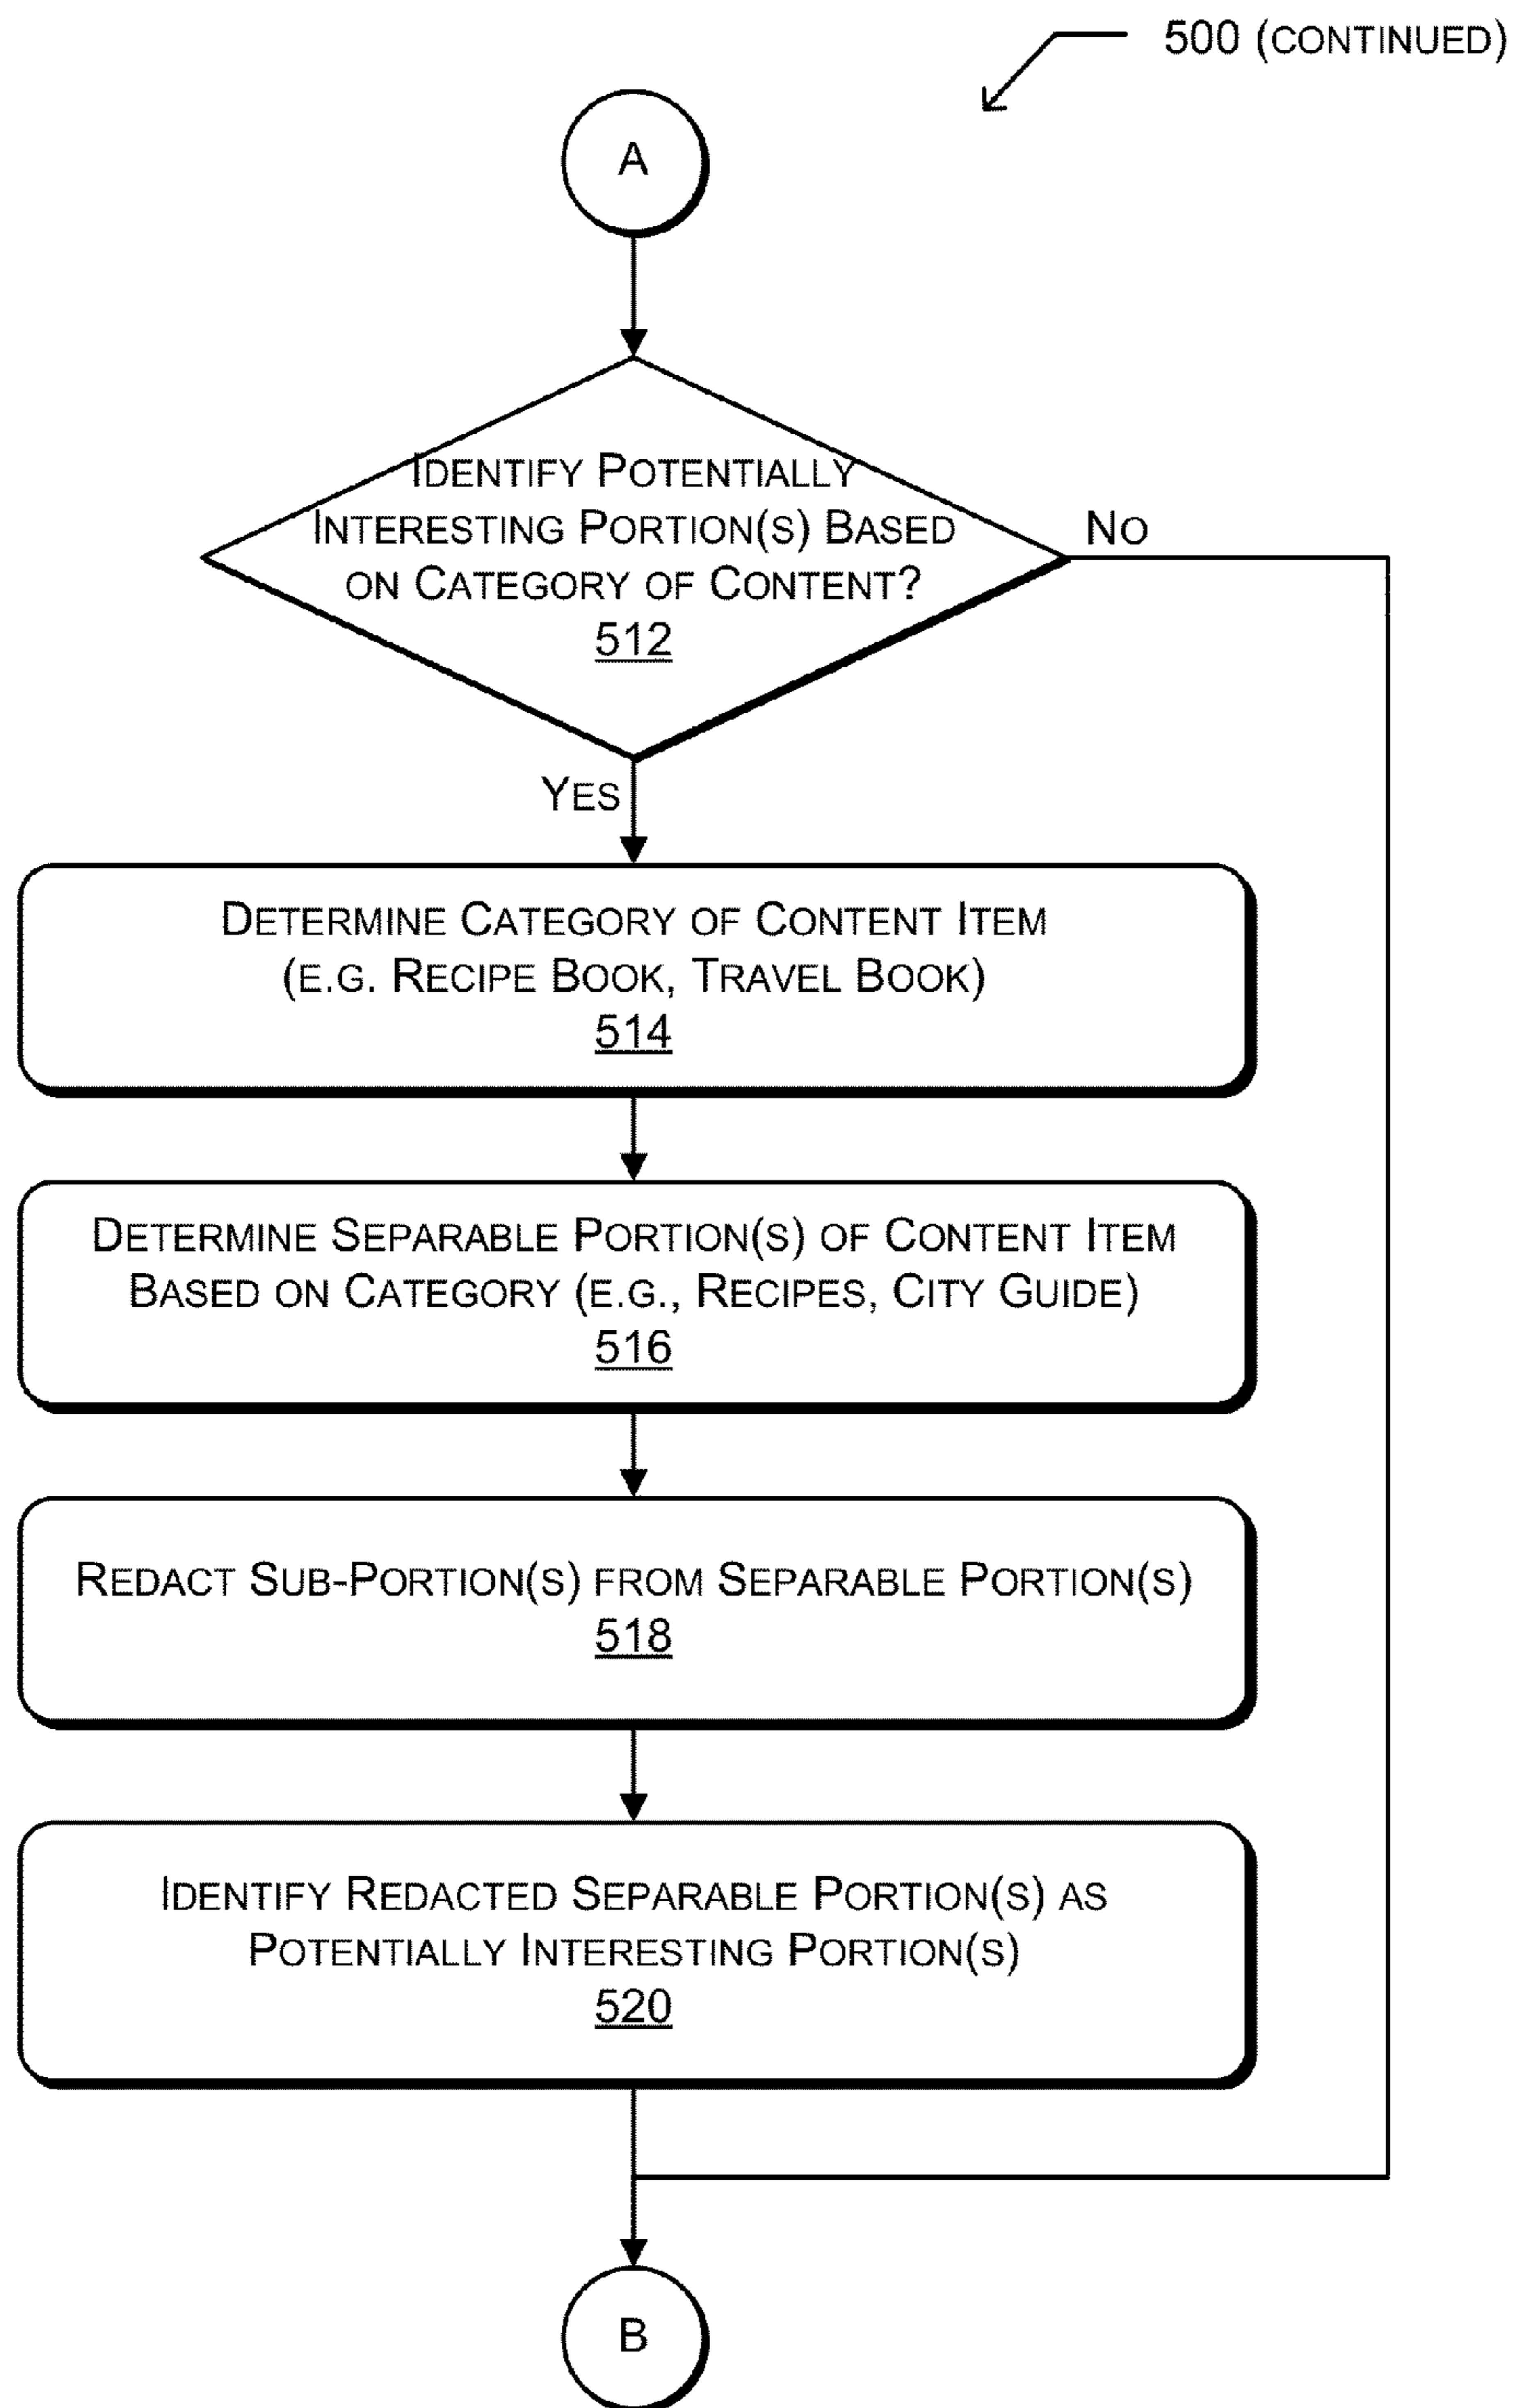 500 (CONTINUED)
A
IDENTIFY POTENTIALLY
INTERESTING PORTION(S) BASED
ON CATEGORY OF CONTENT?
512
NO
YES
DETERMINE CATEGORY OF CONTENT ITEM
(E.G. RECIPE BOOK, TRAVEL BOOK)
514
DETERMINE SEPARABLE PORTION(S) OF CONTENT ITEM
BASED ON CATEGORY (E.G., RECIPES, CITY GUIDE)
516
REDACT SUB-PORTION(S) FROM SEPARABLE PORTION(S)
518
IDENTIFY REDACTED SEPARABLE PORTION(S) AS
POTENTIALLY INTERESTING PORTION(S)
520
B